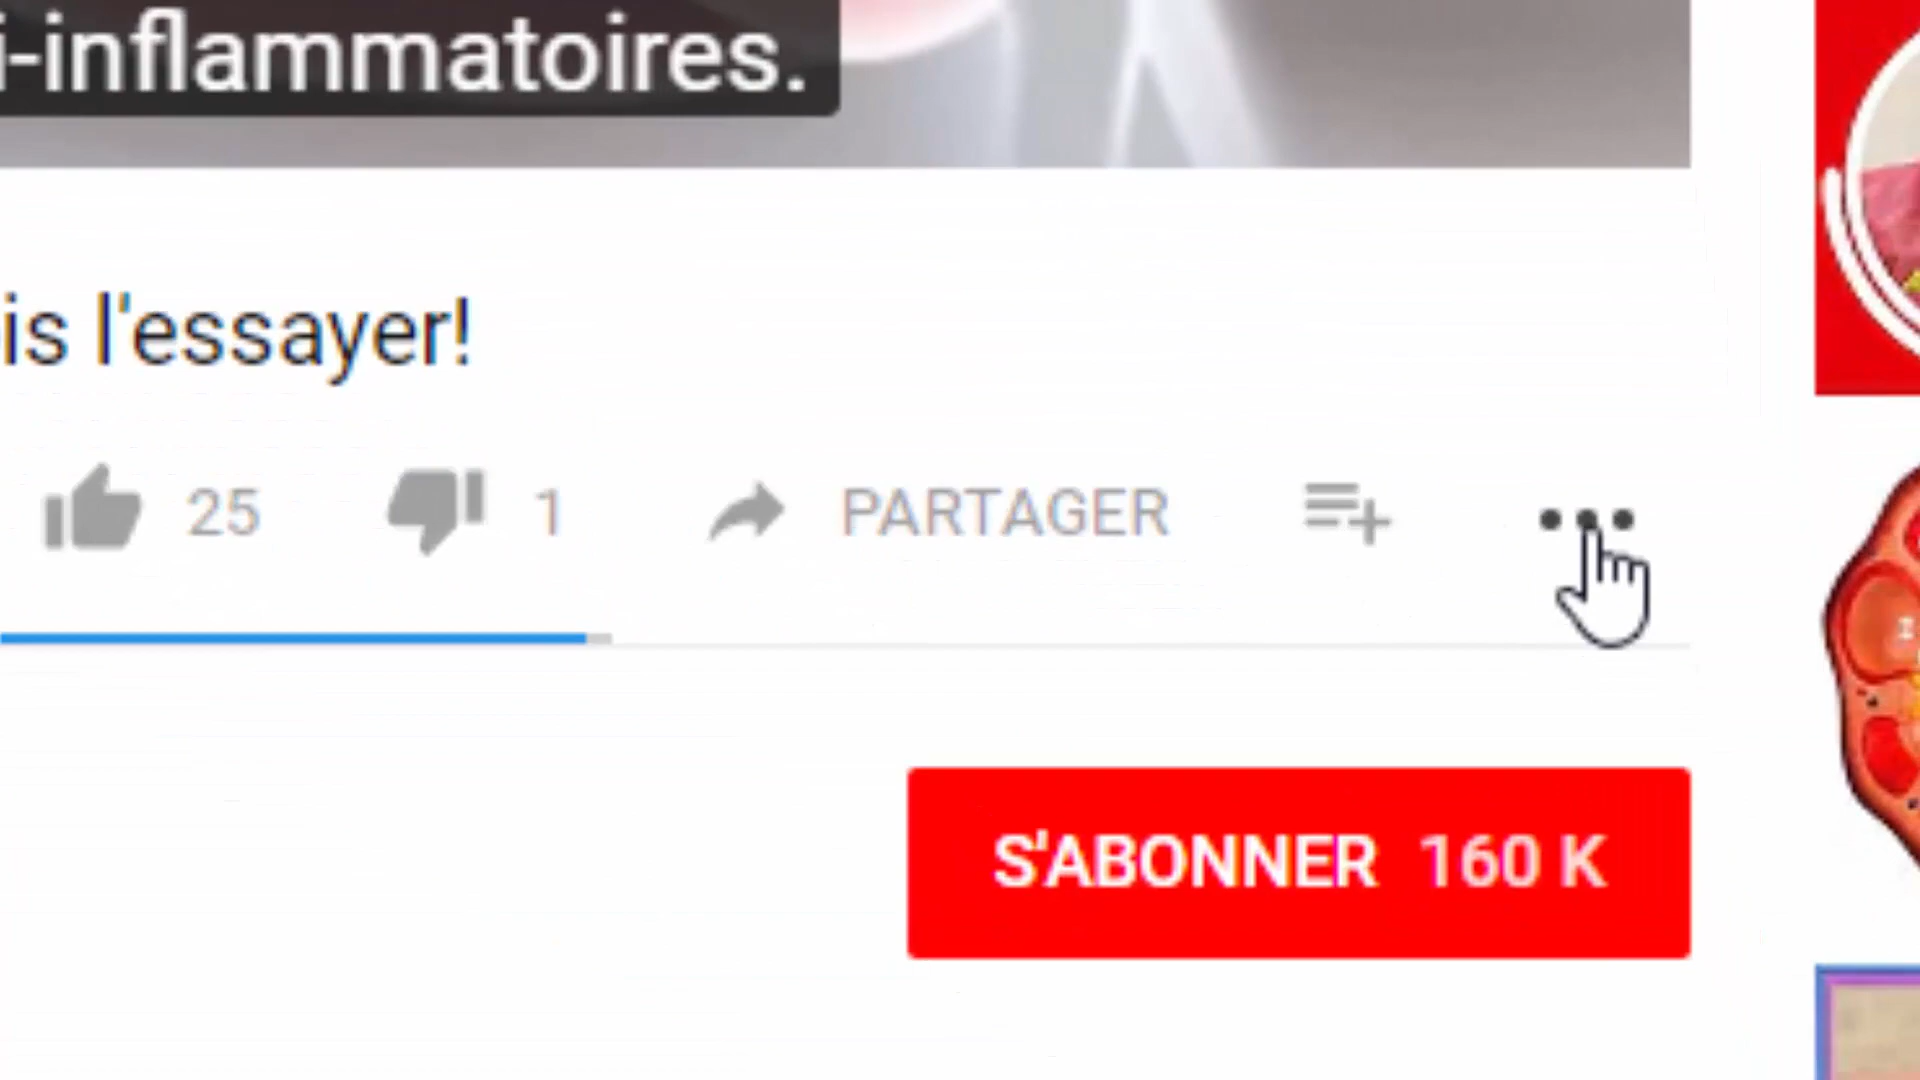 i-inflammatoires.
is l'essayer!
25 1 PARTAGER
S'ABONNER 160 K